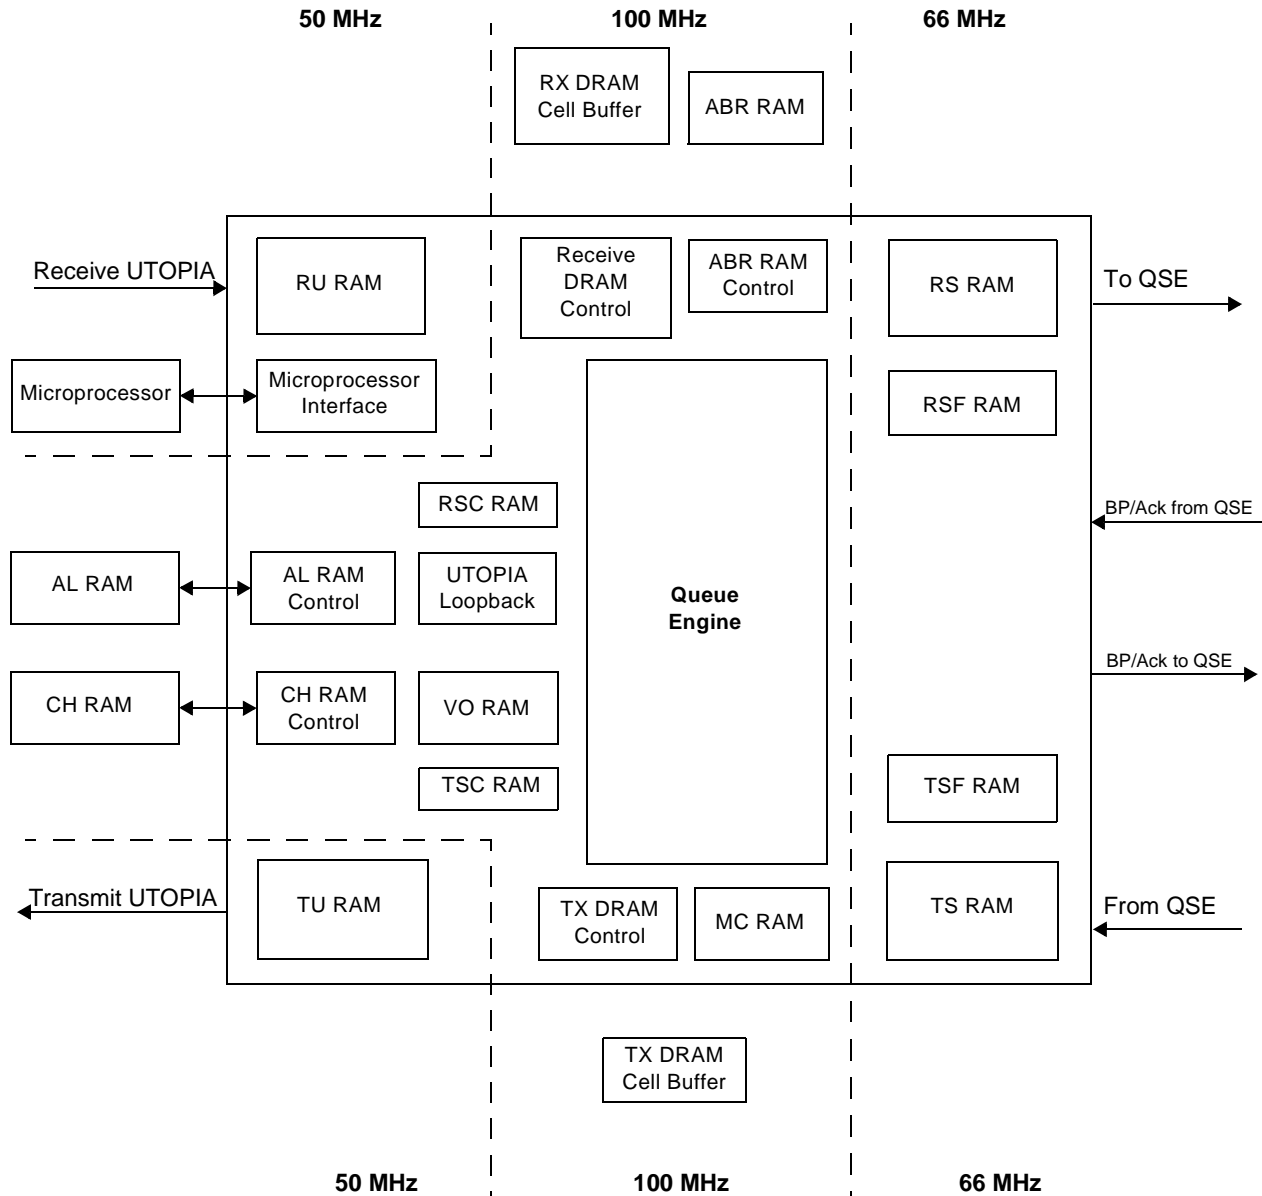 50 MHz
100 MHz
66 MHz
RX DRAM
Cell Buffer
ABR RAM
Receive UTOPIA
RU RAM
Receive
DRAM
Control
ABR RAM
Control
RS RAM
To QSE
Microprocessor
Microprocessor
Interface
RSF RAM
RSC RAM
BP/Ack from QSE
AL RAM
AL RAM
Control
UTOPIA
Loopback
Queue
Engine
CH RAM
CH RAM
Control
VO RAM
BP/Ack to QSE
TSC RAM
TSF RAM
Transmit UTOPIA
TU RAM
TX DRAM
Control
MC RAM
TS RAM
From QSE
TX DRAM
Cell Buffer
50 MHz
100 MHz
66 MHz